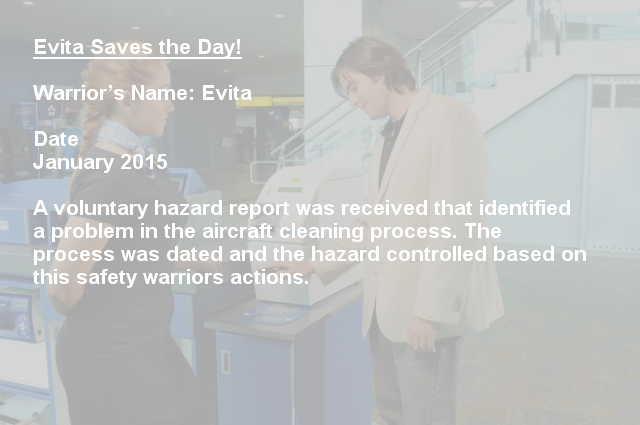 Evita Saves the Day!
Warrior’s Name: Evita
Date
January 2015
A voluntary hazard report was received that identified
a problem in the aircraft cleaning process. The
process was dated and the hazard controlled based on
this safety warriors actions.